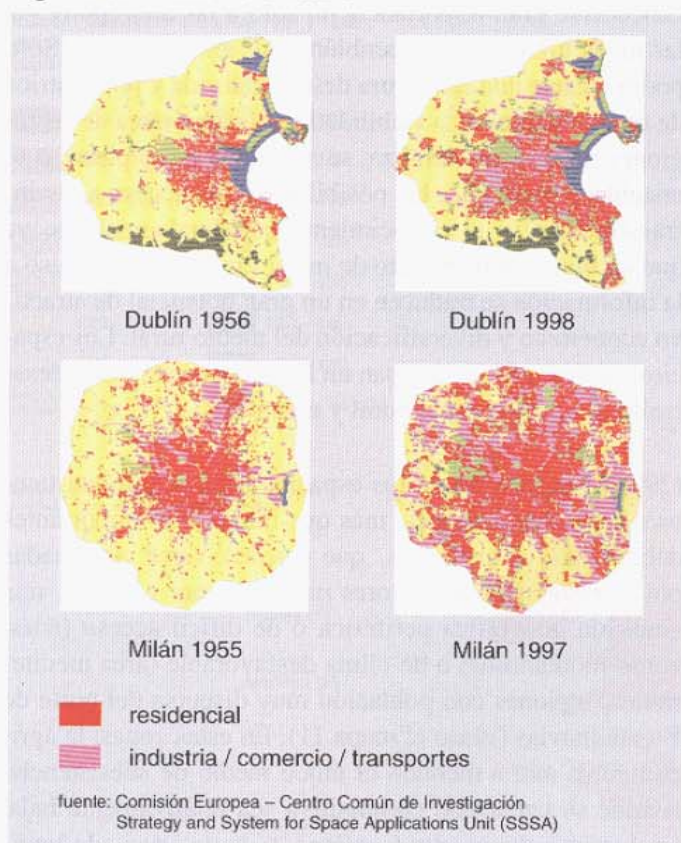 Dublín 1956
Dublín 1998
Milán 1955
Milán 1997
residencial
industria / comercio / transportes
fuente: Comisión Europea – Centro Común de Investigación
Strategy and System for Space Applications Unit (SSSA)